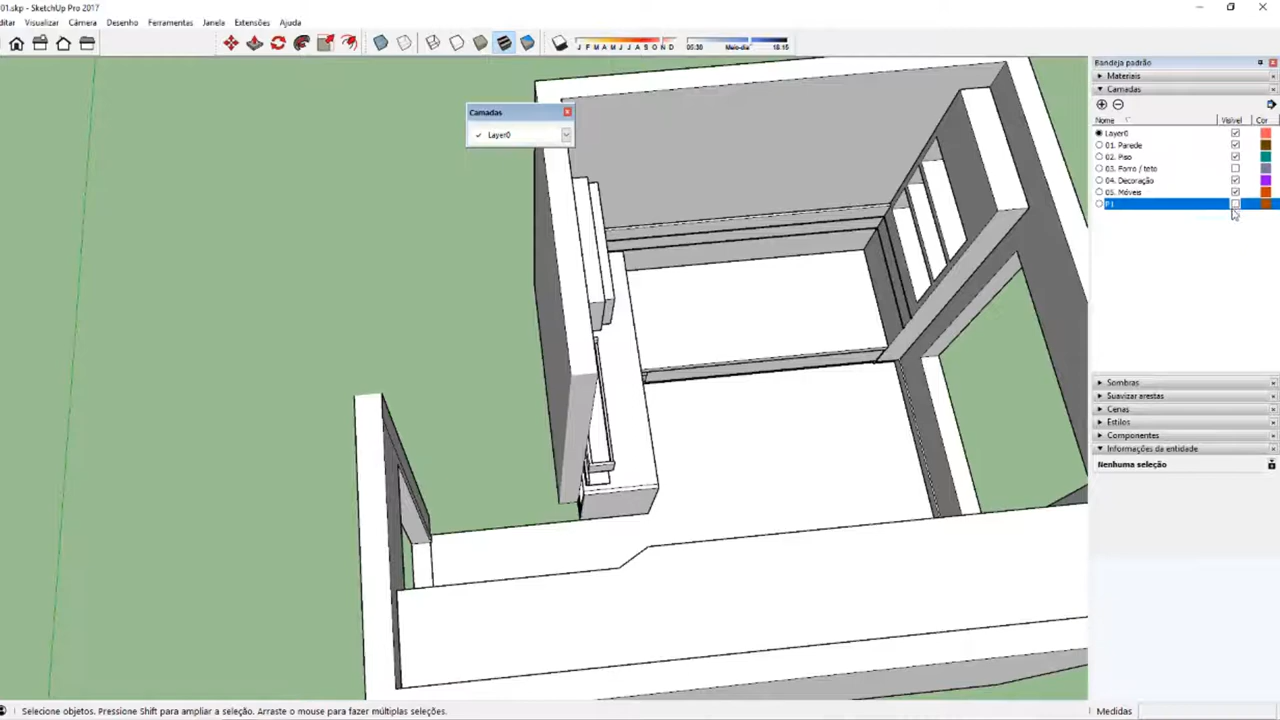 01.skp - SketchUp Pro 2017
ditar Visualizar Câmera Desenho Ferramentas Janela Extensões Ajuda
J F M A M J J A S O N D 05:38 Meio-dia 18:15
Bandeja padrão
Materiais
Camadas
Nome Visível Cor
Layer0
01. Parede
02. Piso
03. Forro / teto
04. Decoração
05. Móveis
P1
Camadas
Layer0
Sombras
Suavizar arestas
Cenas
Estilos
Componentes
Informações da entidade
Nenhuma seleção
Selecione objetos. Pressione Shift para ampliar a seleção. Arraste o mouse para fazer múltiplas seleções.
Medidas